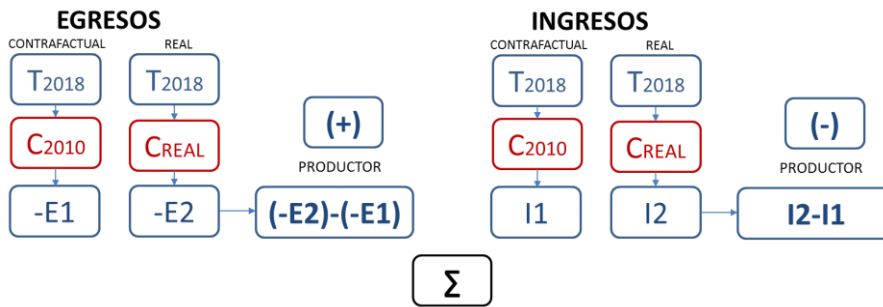 EGRESOS
CONTRAFACTUAL REAL
T2018 T2018
C2010 CREAL
-E1 -E2
(+)
PRODUCTOR
(-E2)-(-E1)
INGRESOS
CONTRAFACTUAL REAL
T2018 T2018
C2010 CREAL
I1 I2
(-)
PRODUCTOR
I2-I1
Σ